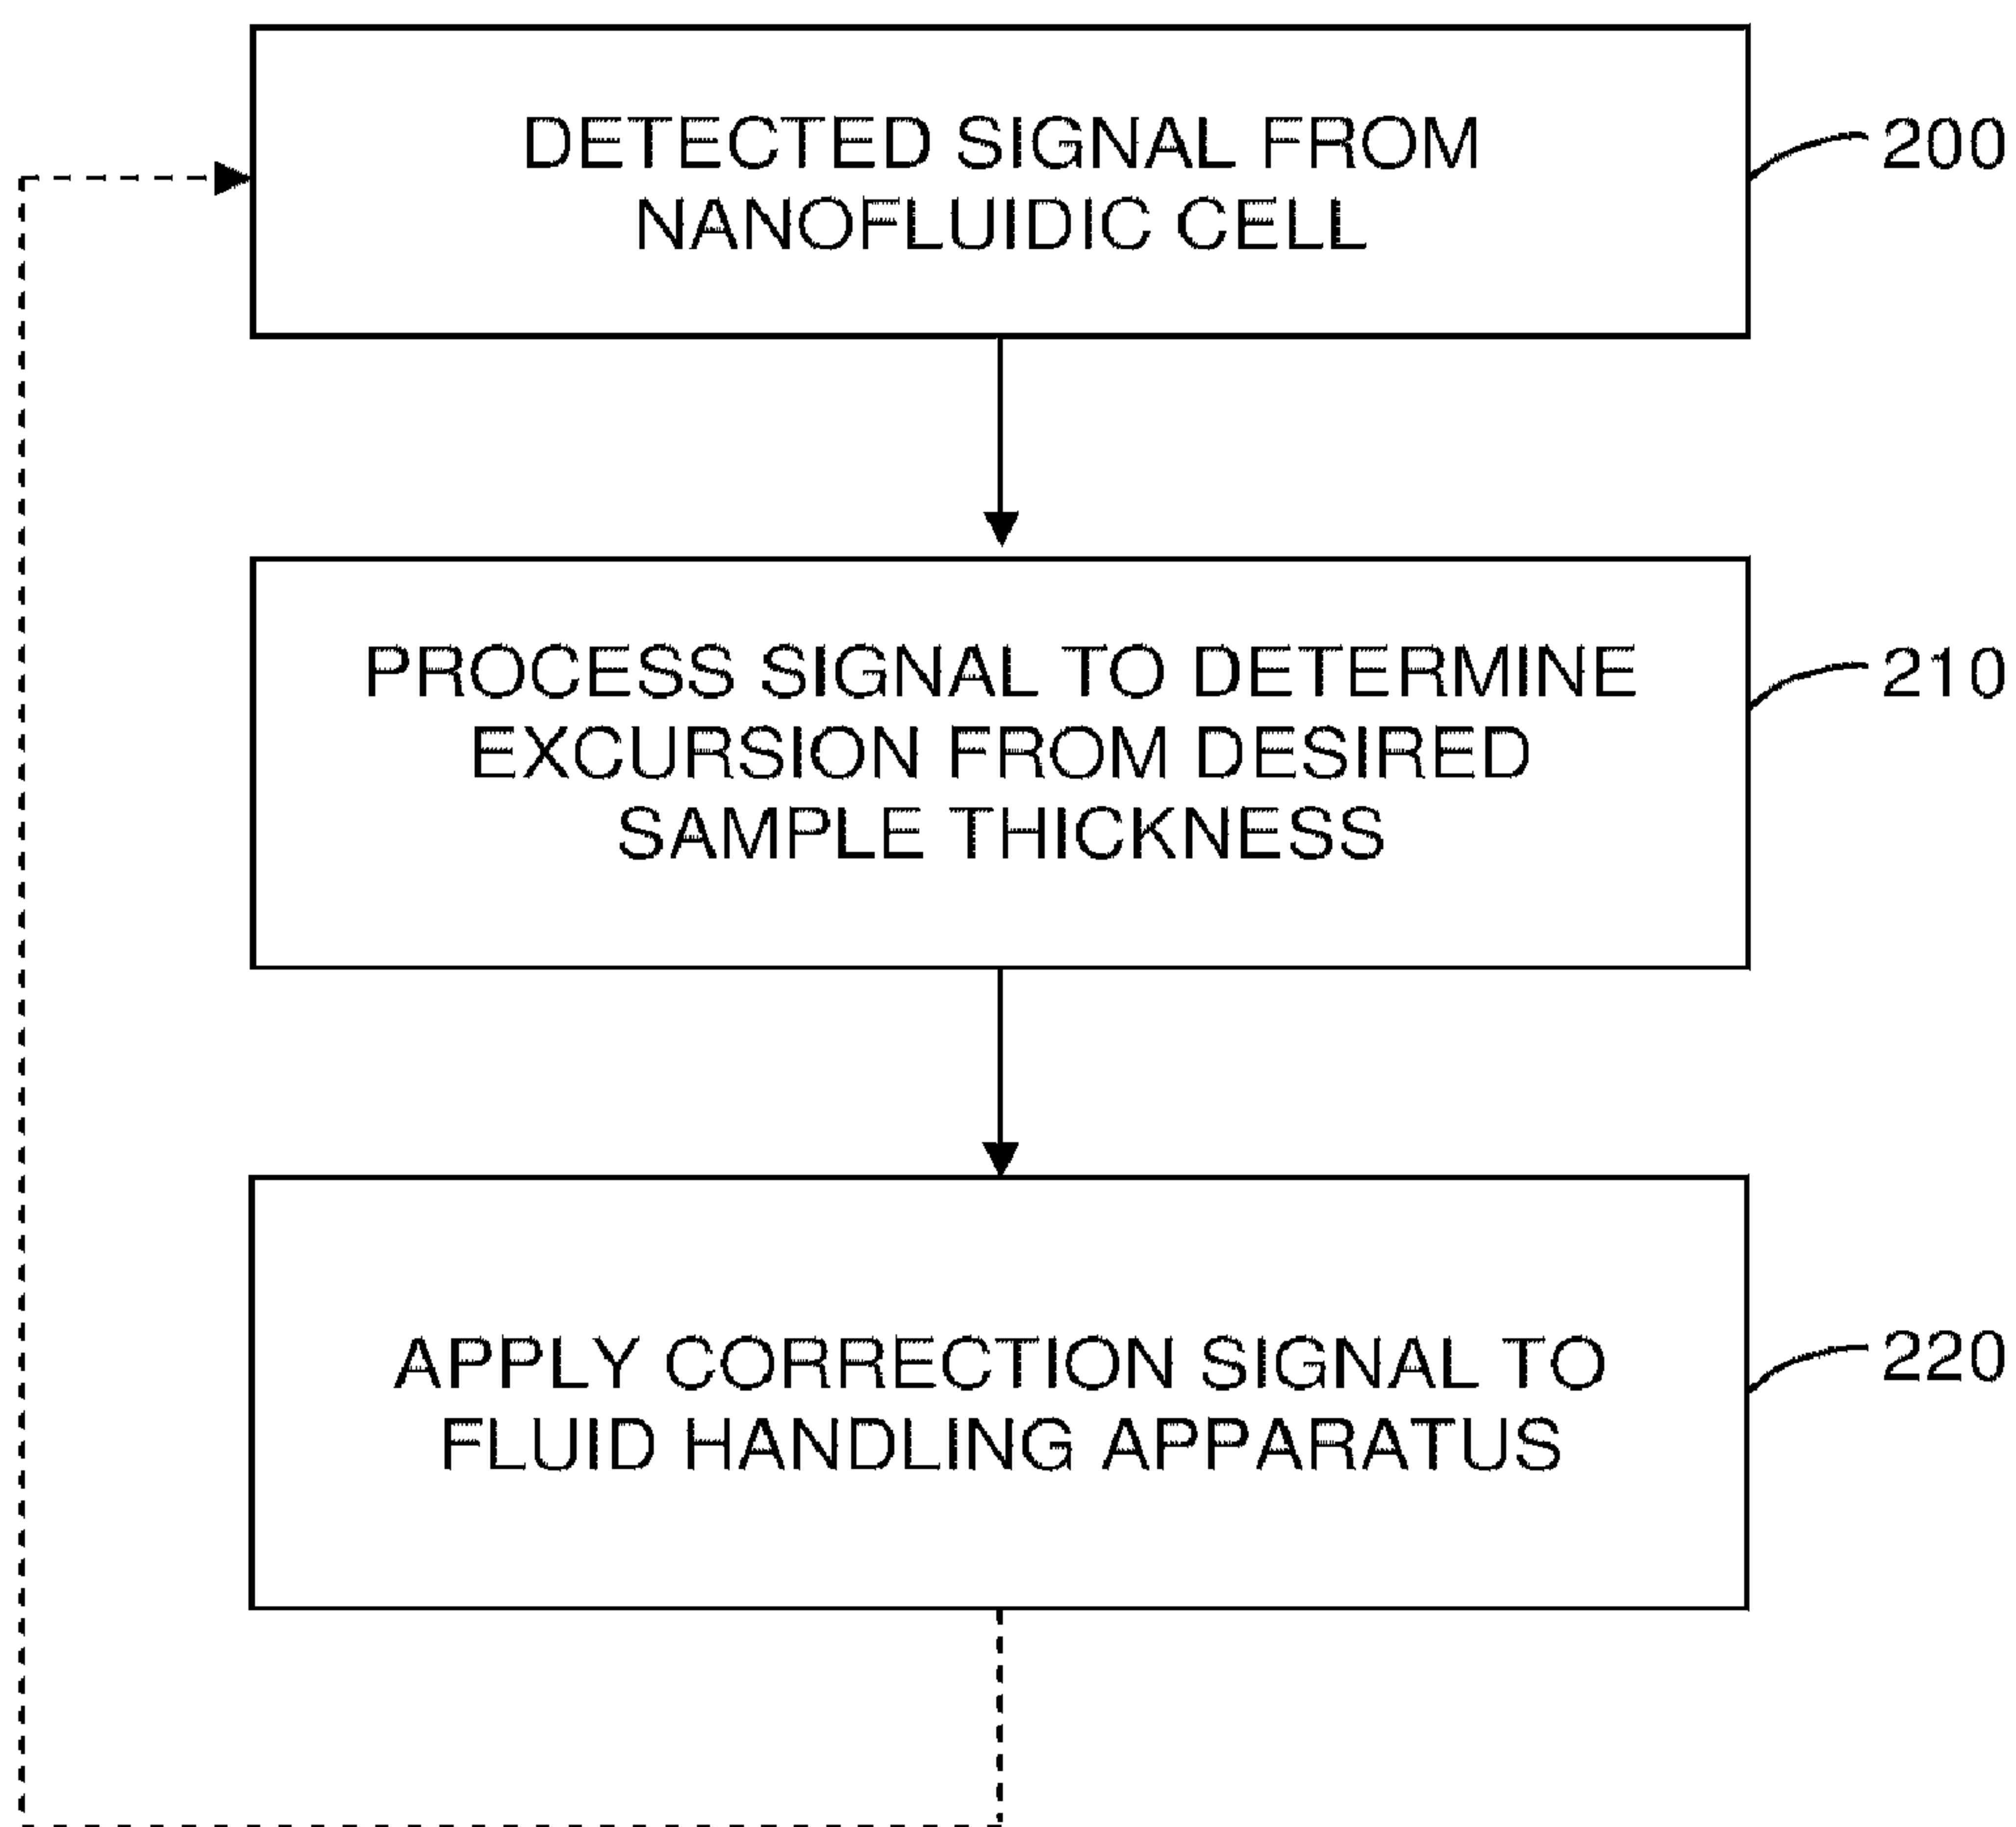 DETECTED SIGNAL FROM
NANOFLUIDIC CELL
200
PROCESS SIGNAL TO DETERMINE
EXCURSION FROM DESIRED
SAMPLE THICKNESS
210
APPLY CORRECTION SIGNAL TO
FLUID HANDLING APPARATUS
220